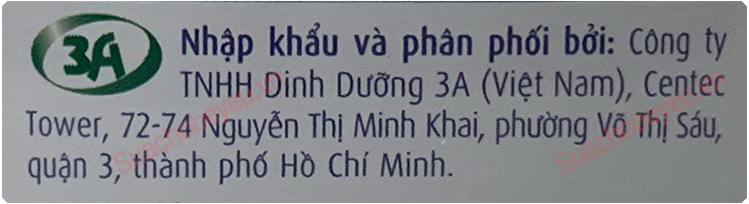 3A
Nhập khẩu và phân phối bởi: Công ty
TNHH Dinh Dưỡng 3A (Việt Nam), Centec
Tower, 72-74 Nguyễn Thị Minh Khai, phường Võ Thị Sáu,
quận 3, thành phố Hồ Chí Minh.